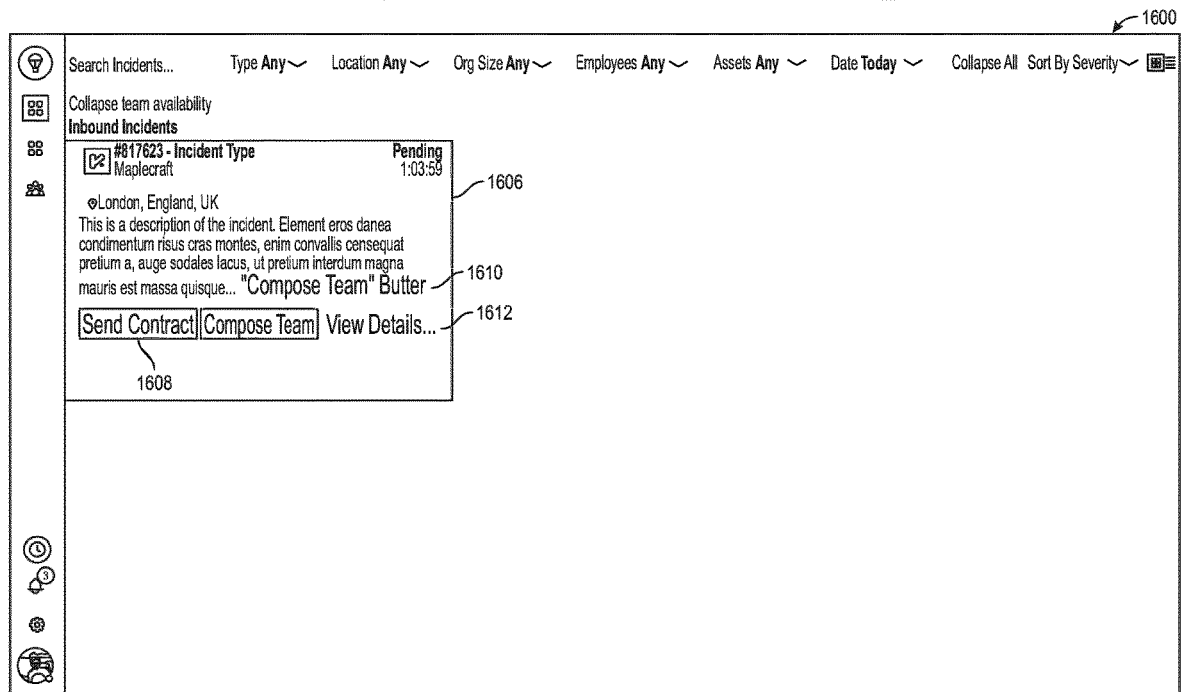 1600
Search Incidents... Type Any Location Any Org Size Any Employees Any Assets Any Date Today Collapse All Sort By Severity
Collapse team availability
Inbound Incidents
#817623 - Incident Type Pending
Maplecraft 1:03:59
1606
London, England, UK
This is a description of the incident. Element eros danea
condimentum risus cras montes, enim convallis censequat
pretium a, auge sodales lacus, ut pretium interdum magna
mauris est massa quisque... "Compose Team" Butter
1610
Send Contract Compose Team View Details...
1612
1608
3